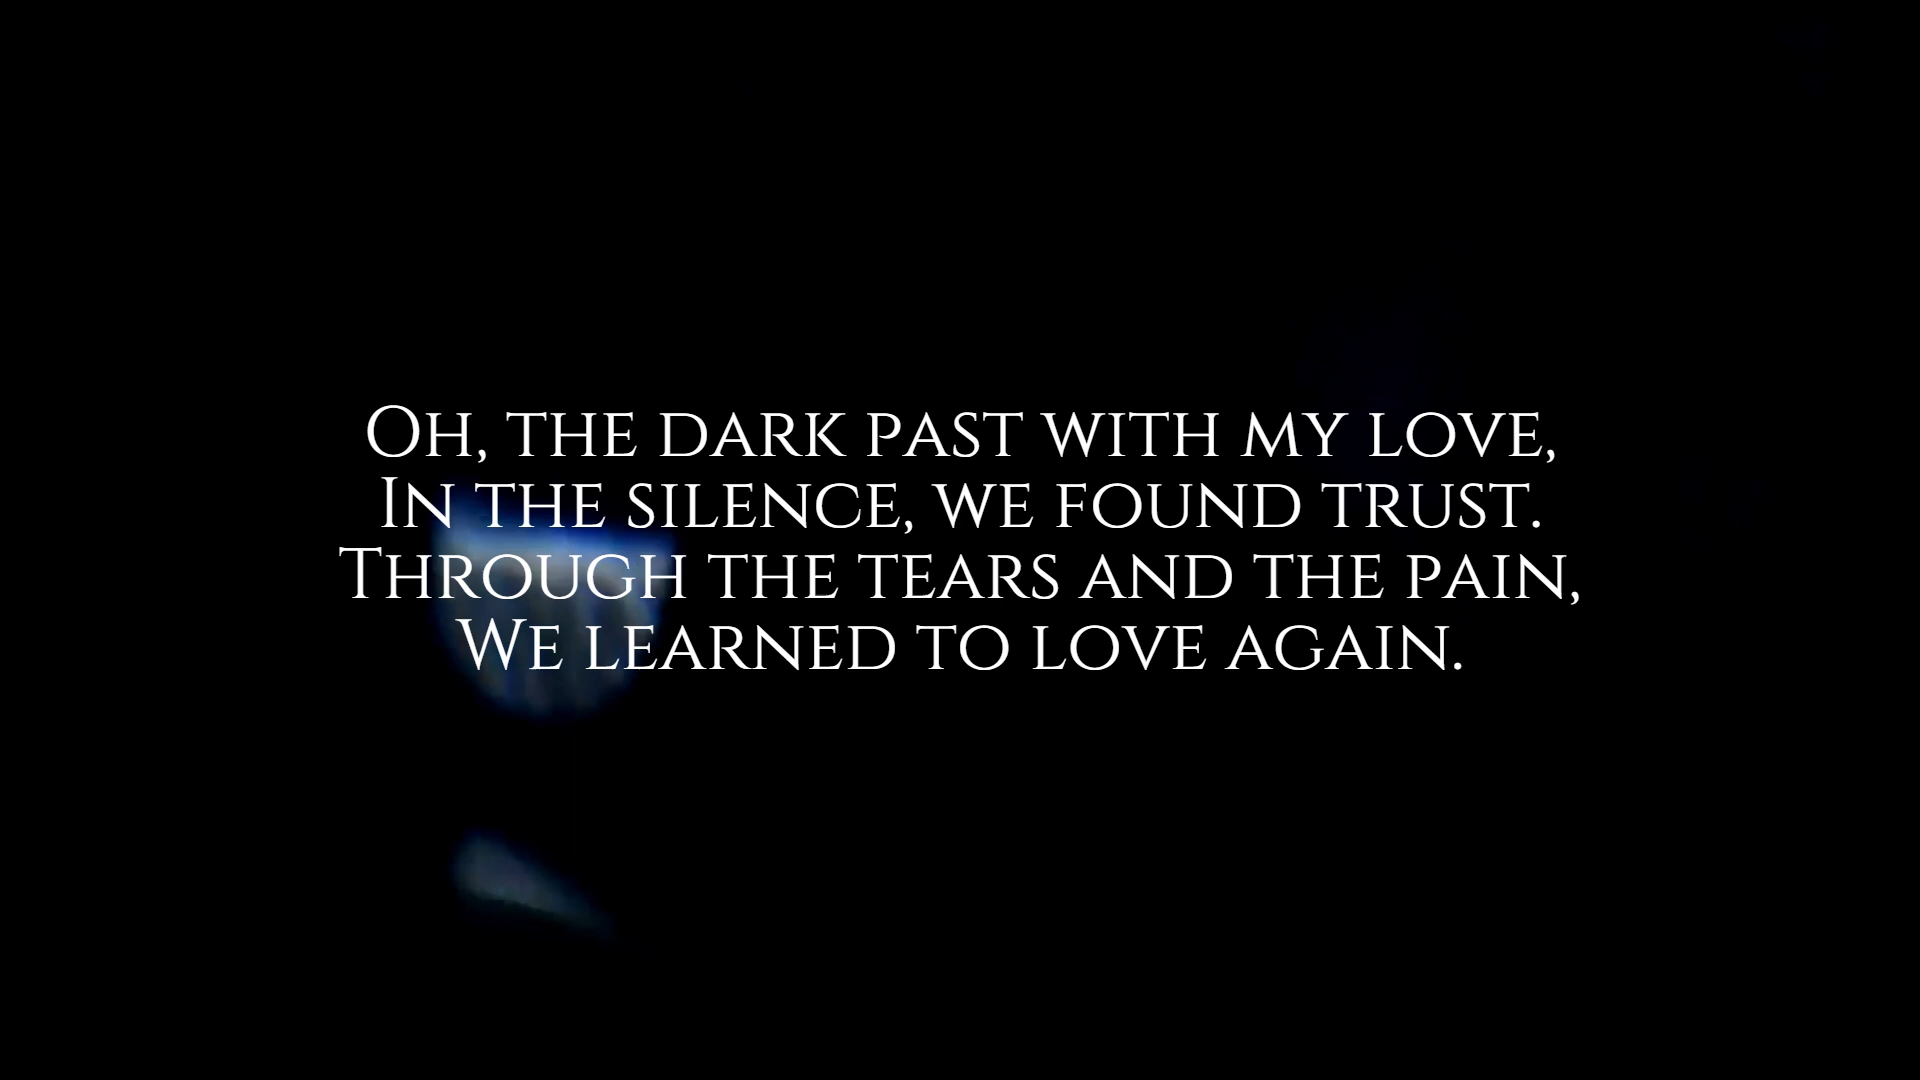 Oh, the dark past with my love,
In the silence, we found trust.
Through the tears and the pain,
We learned to love again.